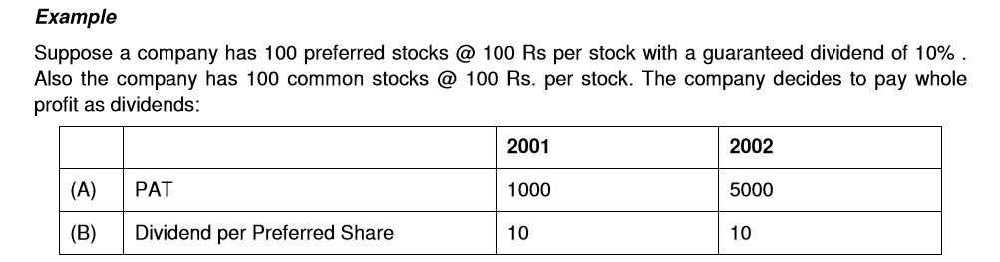 Example
Suppose a company has 100 preferred stocks @ 100 Rs per stock with a guaranteed dividend of 10% .
Also the company has 100 common stocks @ 100 Rs. per stock. The company decides to pay whole
profit as dividends:
2001 2002
(A) PAT 1000 5000
(B) Dividend per Preferred Share 10 10